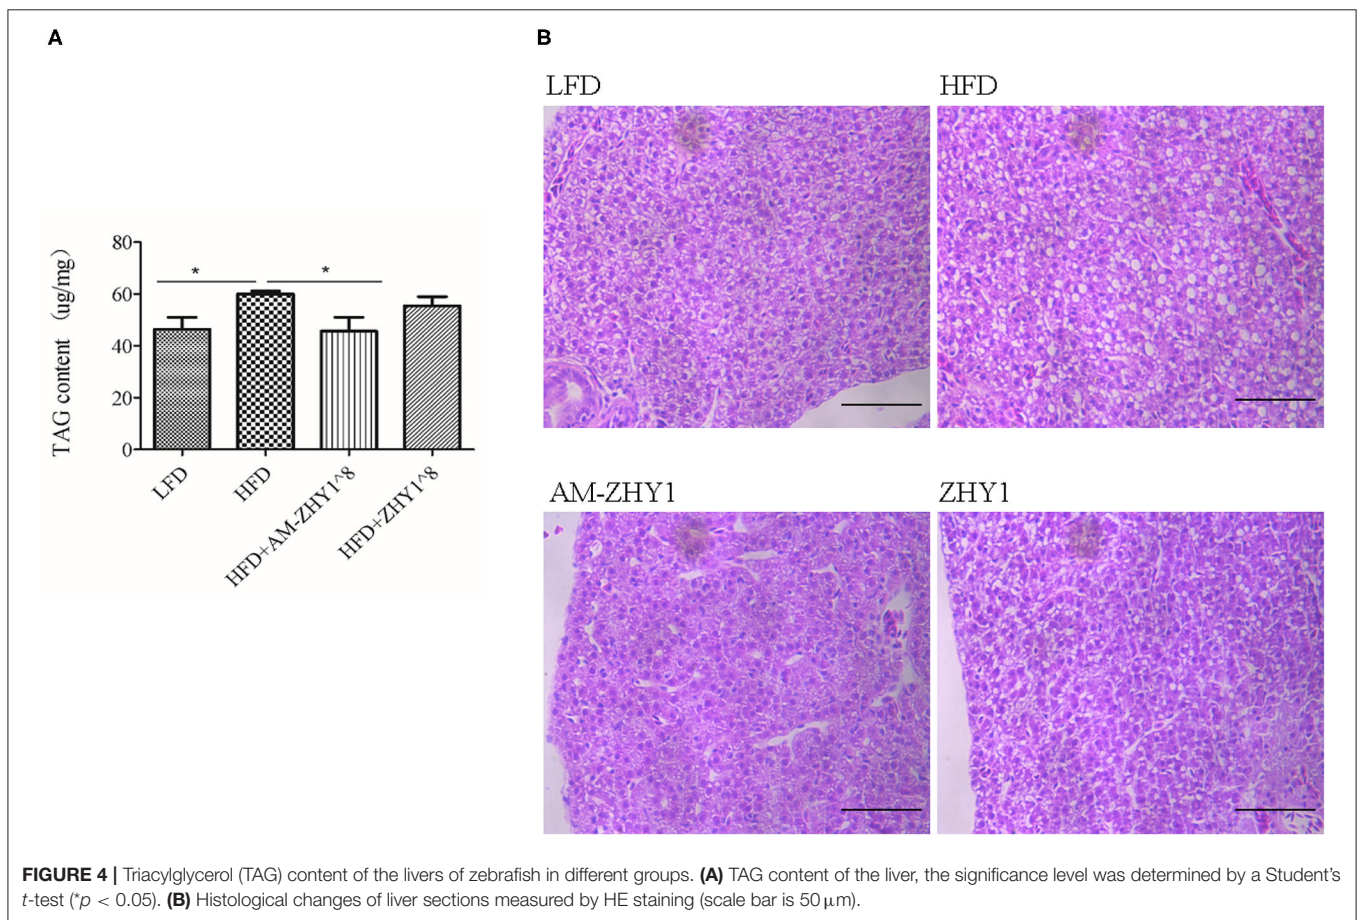 A
B
LFD
HFD
80
60
40
20
0
TAG content (ug/mg)
*
*
LFD
HFD
HFD+AM-ZHY1^8
HFD+ZHY1^8
AM-ZHY1
ZHY1
FIGURE 4 | Triacylglycerol (TAG) content of the livers of zebrafish in different groups. (A) TAG content of the liver, the significance level was determined by a Student's
t-test (*p < 0.05). (B) Histological changes of liver sections measured by HE staining (scale bar is 50 μm).